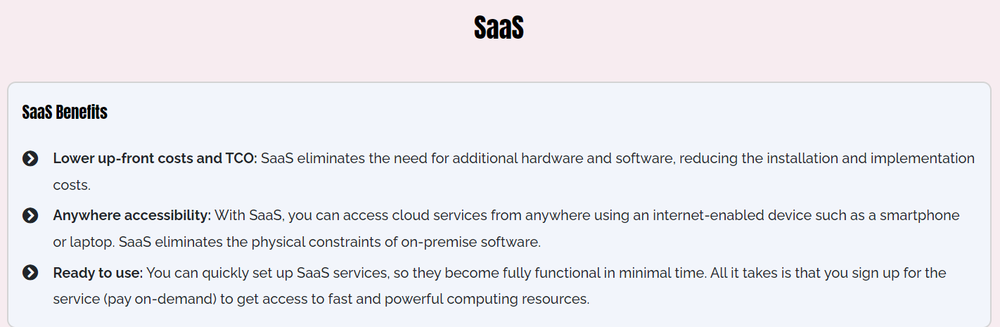 SaaS
SaaS Benefits
Lower up-front costs and TCO: SaaS eliminates the need for additional hardware and software, reducing the installation and implementation
costs.
Anywhere accessibility: With SaaS, you can access cloud services from anywhere using an internet-enabled device such as a smartphone
or laptop. SaaS eliminates the physical constraints of on-premise software.
Ready to use: You can quickly set up SaaS services, so they become fully functional in minimal time. All it takes is that you sign up for the
service (pay on-demand) to get access to fast and powerful computing resources.